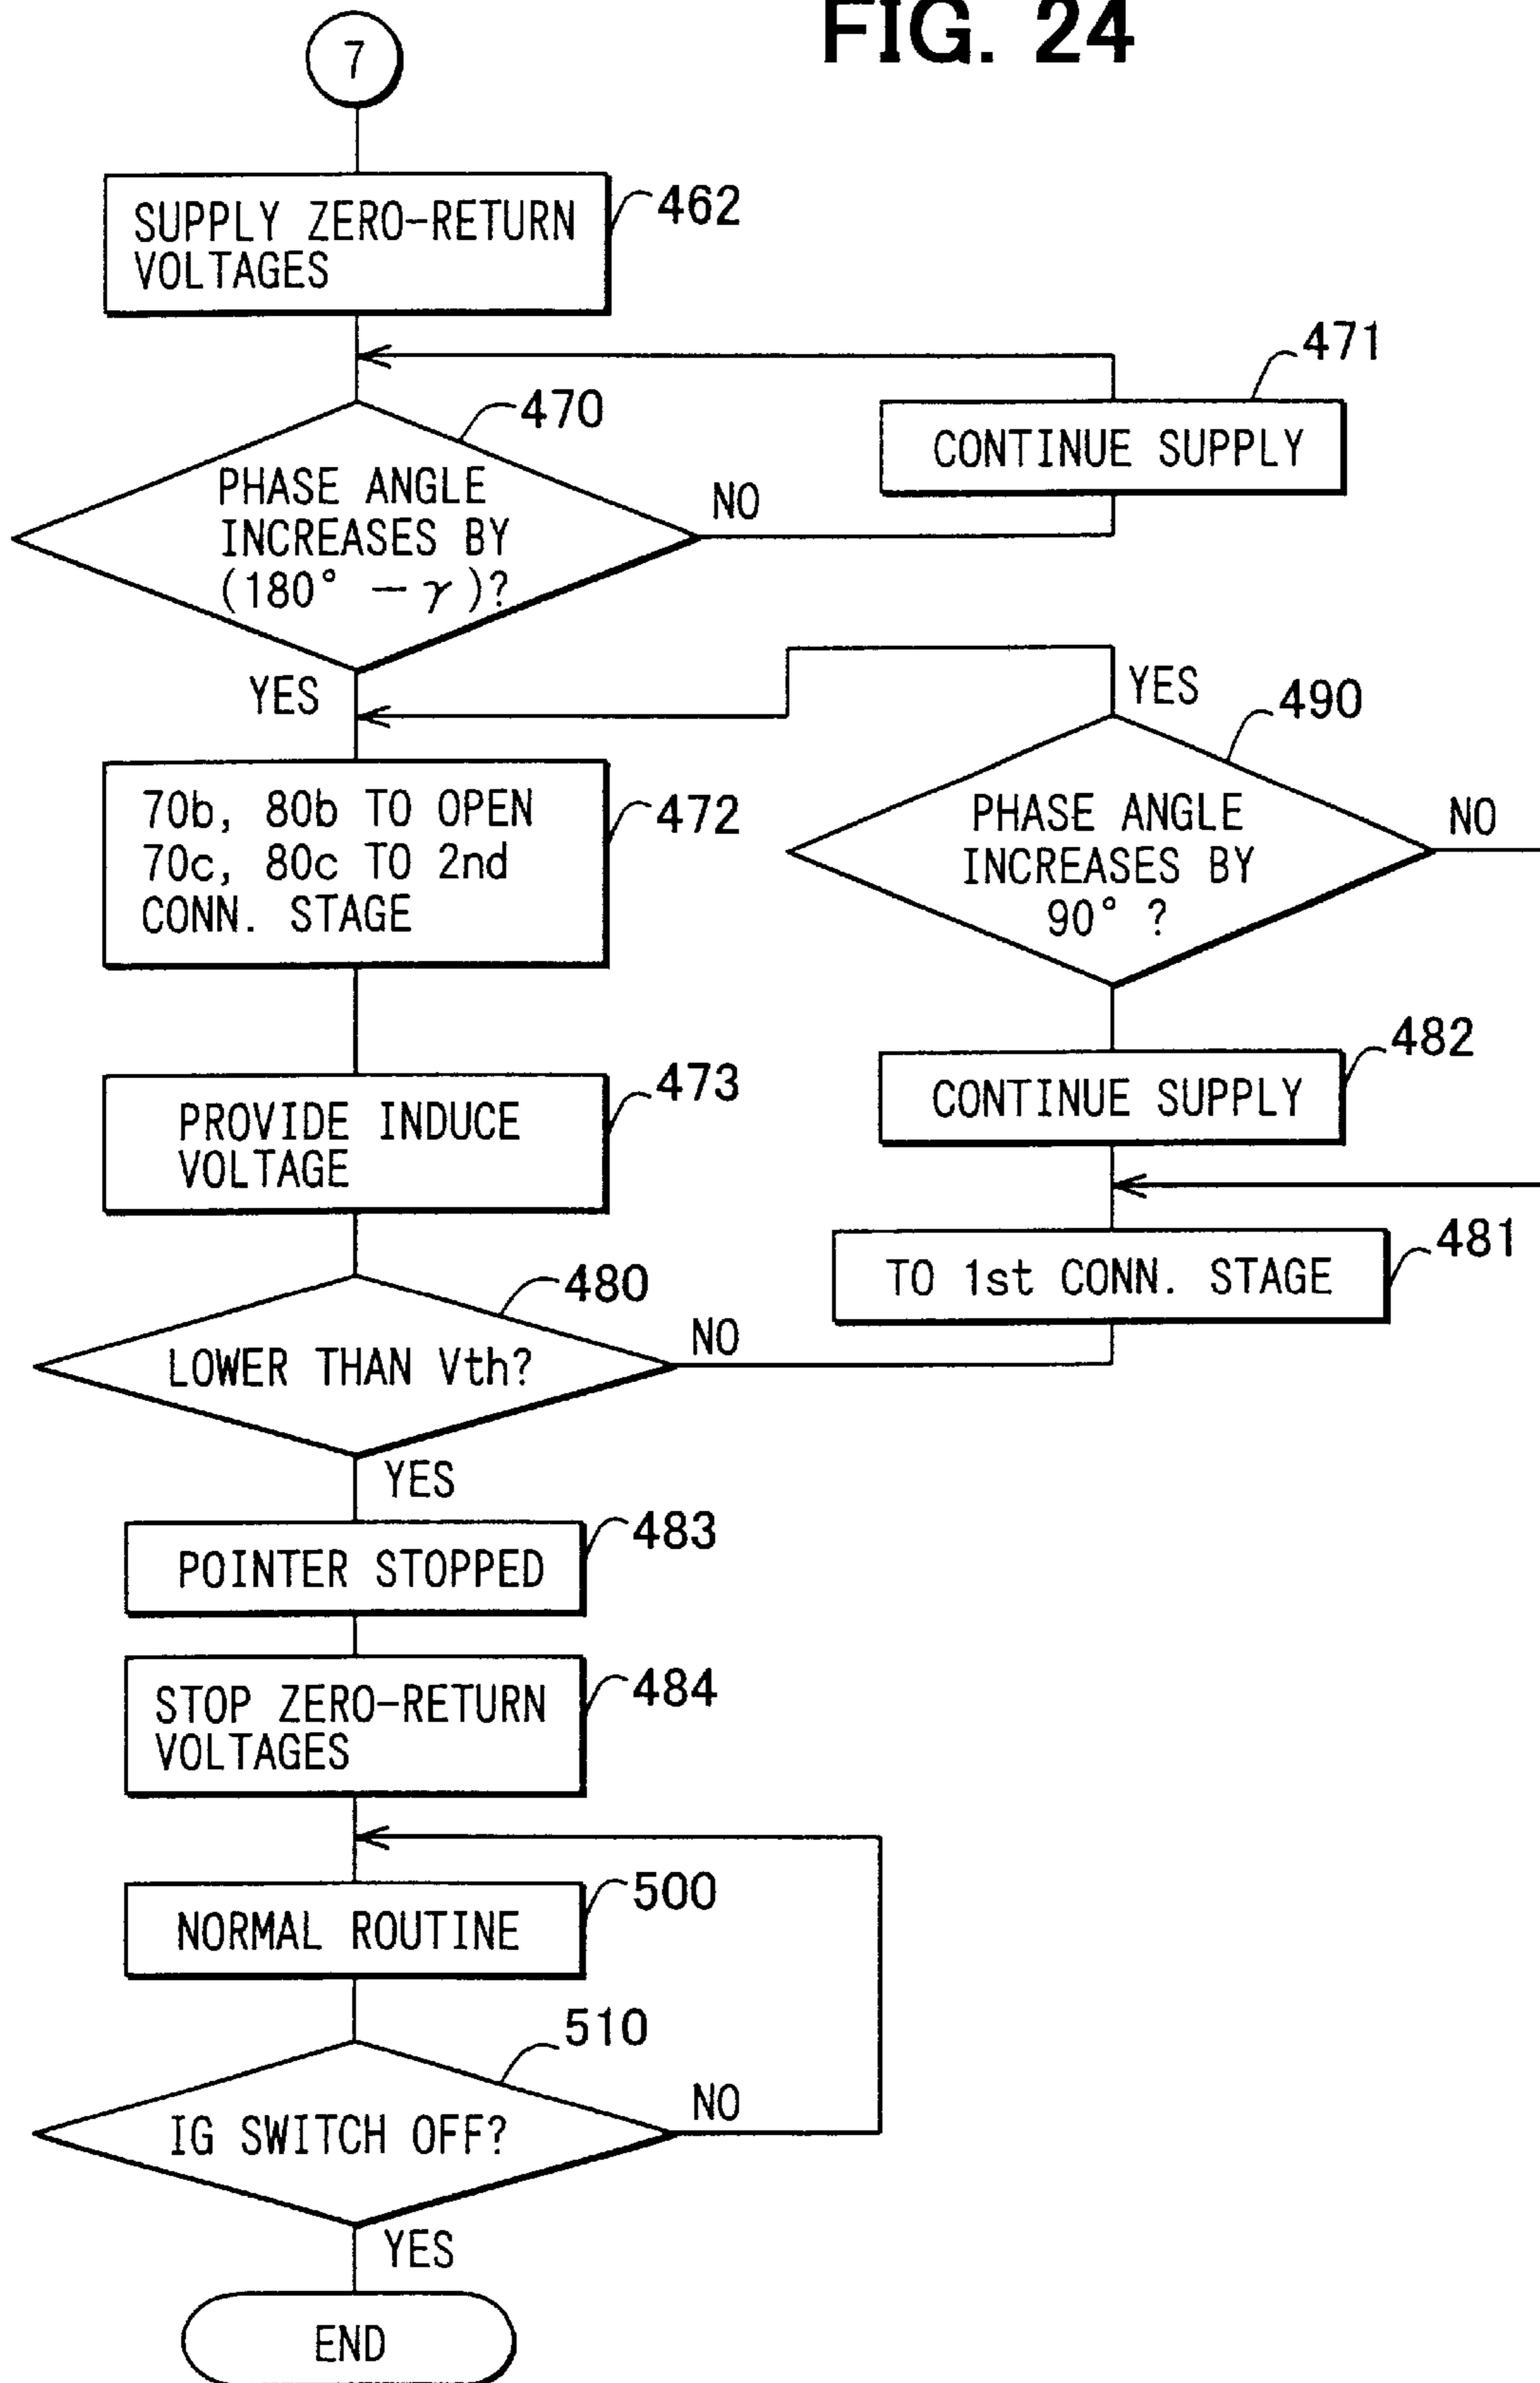 FIG. 24
7
SUPPLY ZERO-RETURN
VOLTAGES
462
471
CONTINUE SUPPLY
470
PHASE ANGLE
INCREASES BY
(180° − γ)?
NO
YES
YES
490
PHASE ANGLE
INCREASES BY
90° ?
NO
70b, 80b TO OPEN
70c, 80c TO 2nd
CONN. STAGE
472
482
CONTINUE SUPPLY
PROVIDE INDUCE
VOLTAGE
473
481
TO 1st CONN. STAGE
480
LOWER THAN Vth?
NO
YES
POINTER STOPPED
483
STOP ZERO-RETURN
VOLTAGES
484
NORMAL ROUTINE
500
510
IG SWITCH OFF?
NO
YES
END